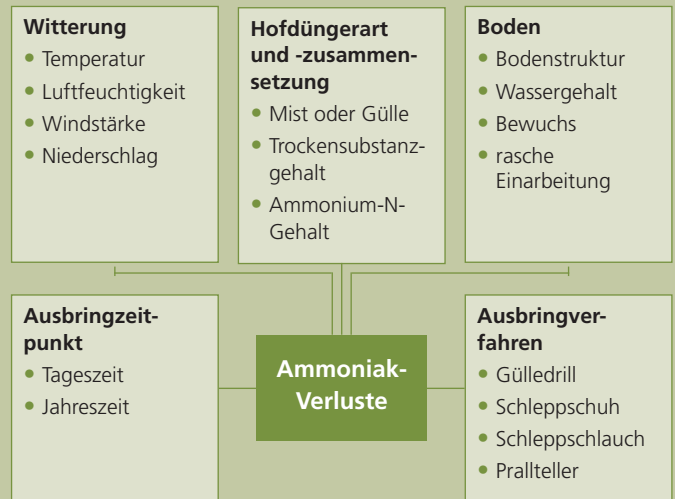 Witterung
• Temperatur
• Luftfeuchtigkeit
• Windstärke
• Niederschlag
Hofdüngerart
und -zusammen-
setzung
• Mist oder Gülle
• Trockensubstanz-
gehalt
• Ammonium-N-
Gehalt
Boden
• Bodenstruktur
• Wassergehalt
• Bewuchs
• rasche
Einarbeitung
Ausbringzeit-
punkt
• Tageszeit
• Jahreszeit
Ammoniak-
Verluste
Ausbringver-
fahren
• Gülledrill
• Schleppschuh
• Schleppschlauch
• Prallteller